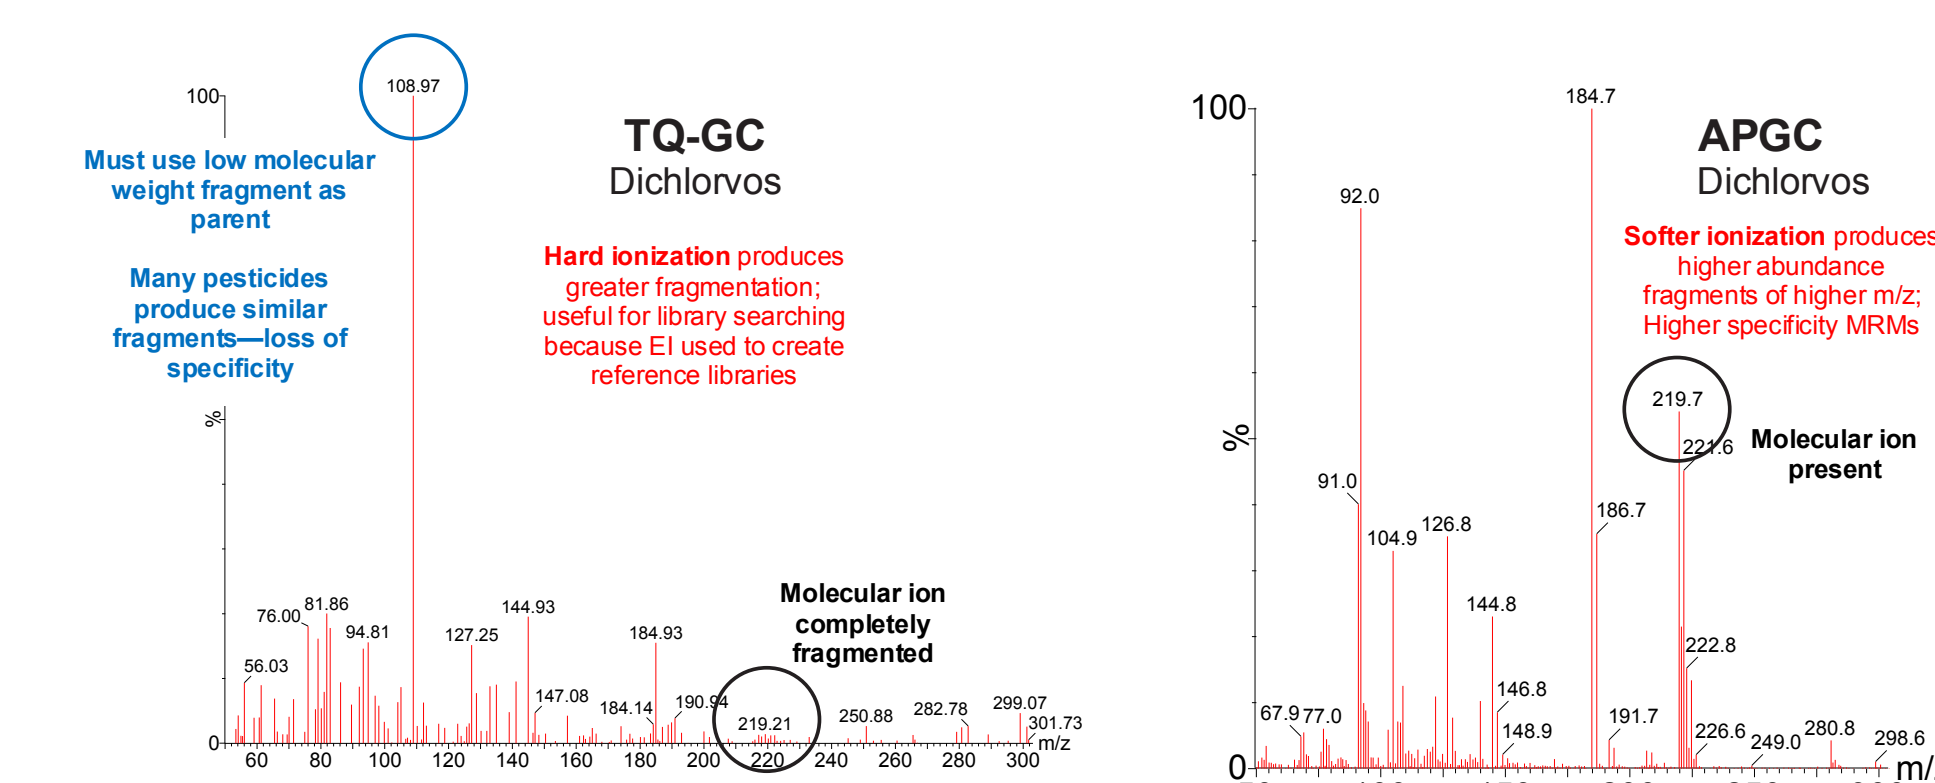 108.97
100
Must use low molecular
weight fragment as
parent
Many pesticides
produce similar
fragments—loss of
specificity
%
TQ-GC
Dichlorvos
Hard ionization produces
greater fragmentation;
useful for library searching
because EI used to create
reference libraries
Molecular ion
completely
fragmented
56.03
76.00
81.86
94.81
127.25
144.93
147.08
184.14
184.93
190.94
219.21
250.88
282.78
299.07
301.73
m/z
0
60 80 100 120 140 160 180 200 220 240 260 280 300
184.7
100
APGC
Dichlorvos
Softer ionization produces
higher abundance
fragments of higher m/z;
Higher specificity MRMs
92.0
219.7
221.6
Molecular ion
present
%
91.0
104.9
126.8
186.7
144.8
222.8
146.8
67.9
77.0
148.9
191.7
226.6
249.0
280.8
298.6
0